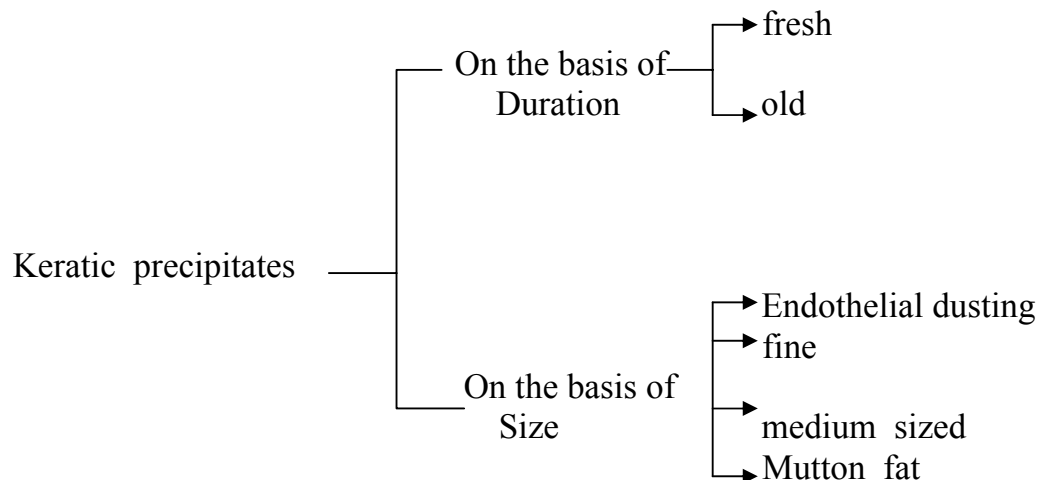 fresh
On the basis of
Duration
old
Keratic precipitates
Endothelial dusting
fine
On the basis of
Size
medium sized
Mutton fat